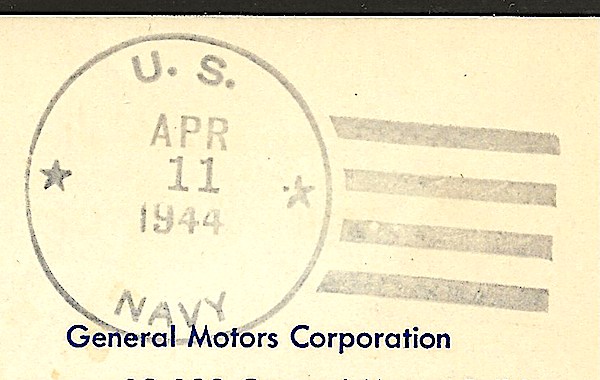 U. S.
APR
11
1944
NAVY
General Motors Corporation